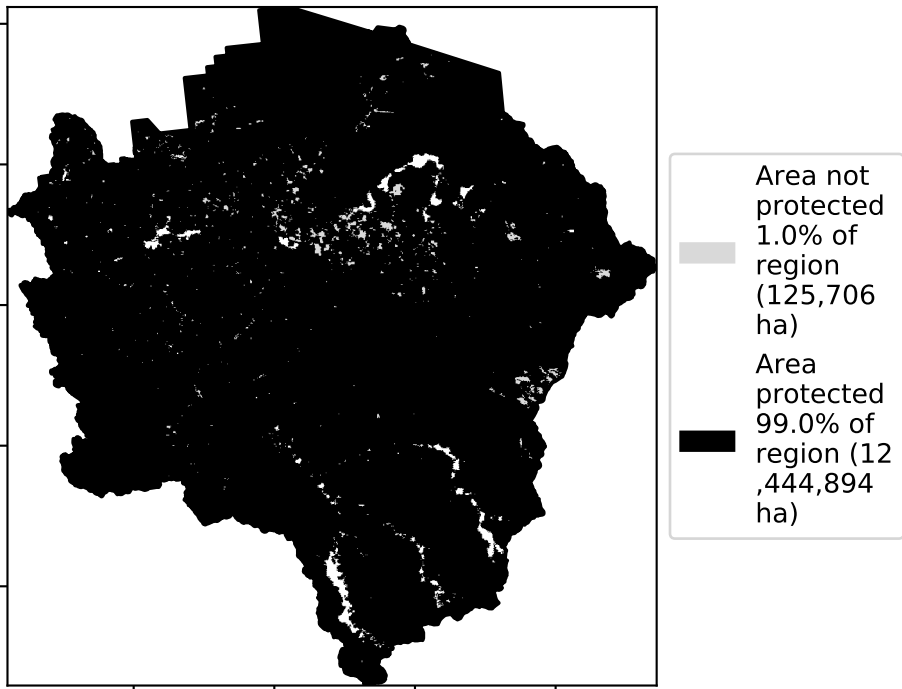 Area not
protected
1.0% of
region
(125,706
ha)
Area
protected
99.0% of
region (12
,444,894
ha)